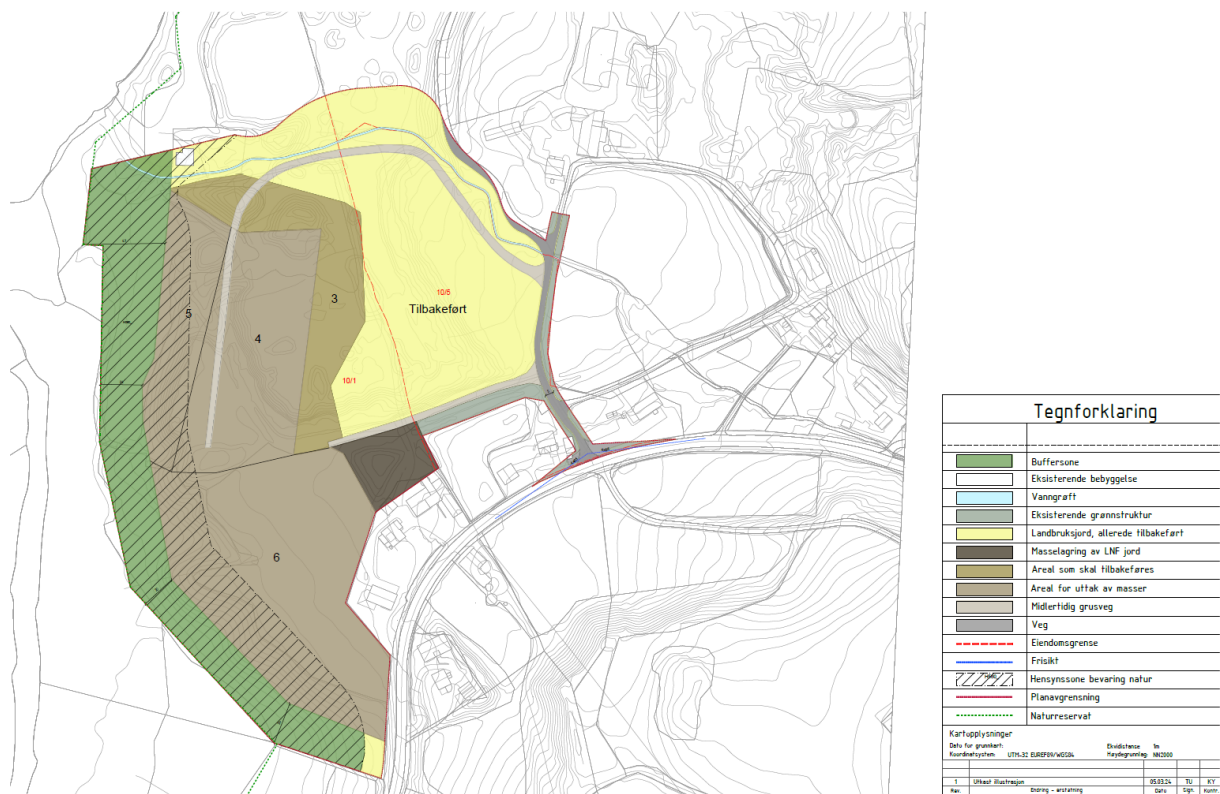 5
3
4
10/5
Tilbakeført
10/1
6
Tegnforklaring
Buffersone
Eksisterende bebyggelse
Vanngrøft
Eksisterende grønnstruktur
Landbruksjord, allerede tilbakeført
Masselagring av LNF jord
Areal som skal tilbakeføres
Areal for uttak av masser
Midlertidig grusveg
Veg
Eiendomsgrense
Frisikt
Hensynssone bevaring natur
Planavgrensning
Naturreservat
Kartopplysninger
Dato for grunnkart: Ekvidistanse 1m
Koordinatsystem: UTM-32 EUREF89/WGS84 Høydegrunnlag: NN2000
1 Utkast illustrasjon 05.03.24 TU KY
Rev. Endring - erstatning Dato Sign. Kontr.